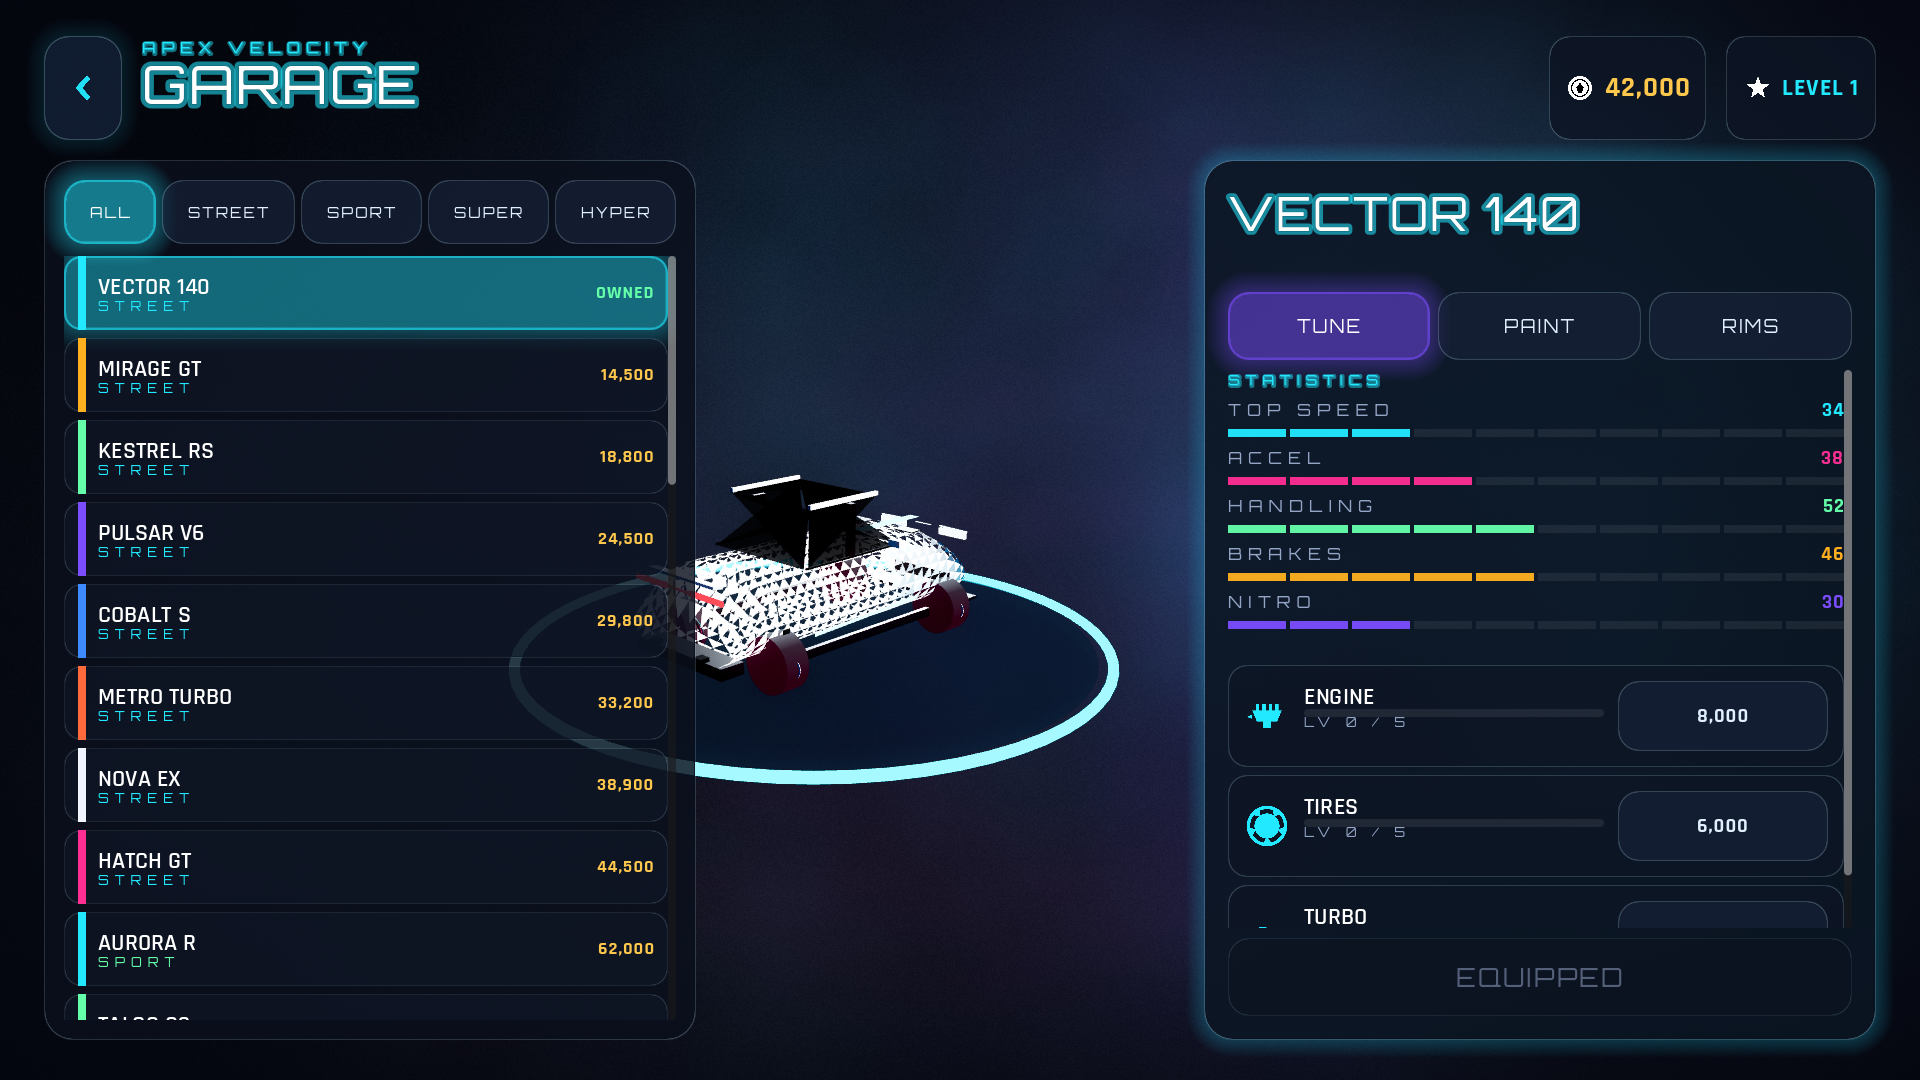 APEX VELOCITY
GARAGE
42,000
LEVEL 1
ALL
STREET
SPORT
SUPER
HYPER
VECTOR 140
STREET
OWNED
MIRAGE GT
STREET
14,500
KESTREL RS
STREET
18,800
PULSAR V6
STREET
24,500
COBALT S
STREET
29,800
METRO TURBO
STREET
33,200
NOVA EX
STREET
38,900
HATCH GT
STREET
44,500
AURORA R
SPORT
62,000
VECTOR 140
TUNE
PAINT
RIMS
STATISTICS
TOP SPEED
34
ACCEL
38
HANDLING
52
BRAKES
46
NITRO
30
ENGINE
LV 0 / 5
8,000
TIRES
LV 0 / 5
6,000
TURBO
EQUIPPED